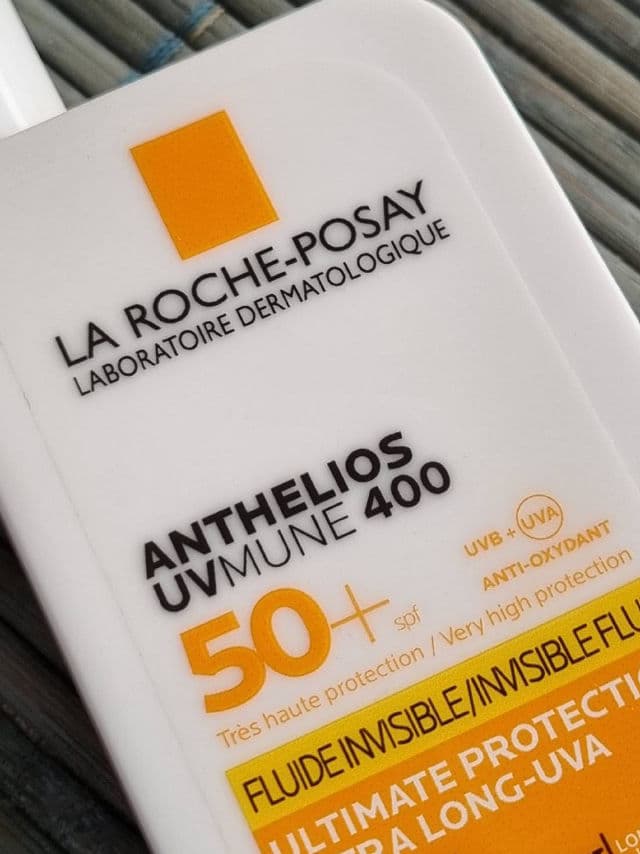 LA ROCHE-POSAY
LABORATOIRE DERMATOLOGIQUE
ANTHELIOS
UVMUNE 400
50+ spf
UVB + UVA
ANTI-OXYDANT
Très haute protection / Very high protection
FLUIDE INVISIBLE/INVISIBLE
ULTIMATE
LONG-UVA